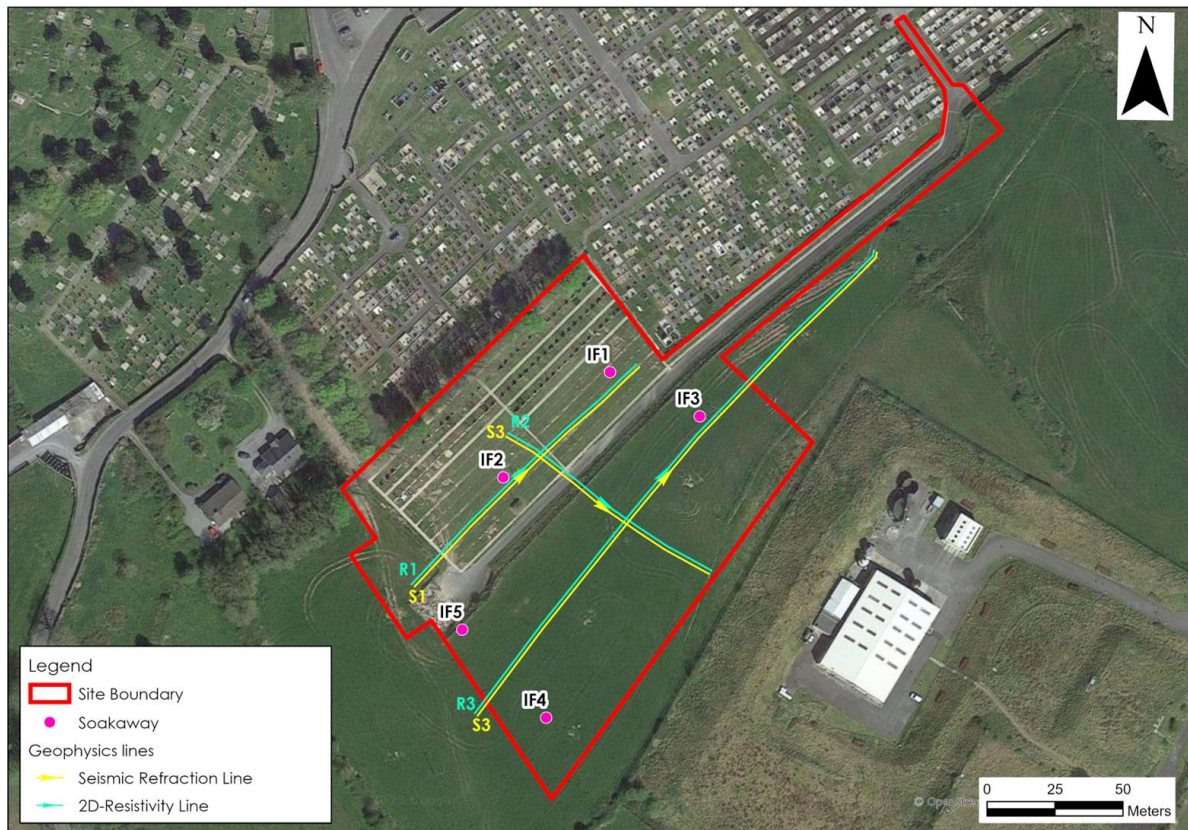 N
IF1
IF3
R2
S3
IF2
R1
S1
IF5
R3
S3
IF4
Legend
Site Boundary
Soakaway
Geophysics lines
Seismic Refraction Line
2D-Resistivity Line
0 25 50
Meters